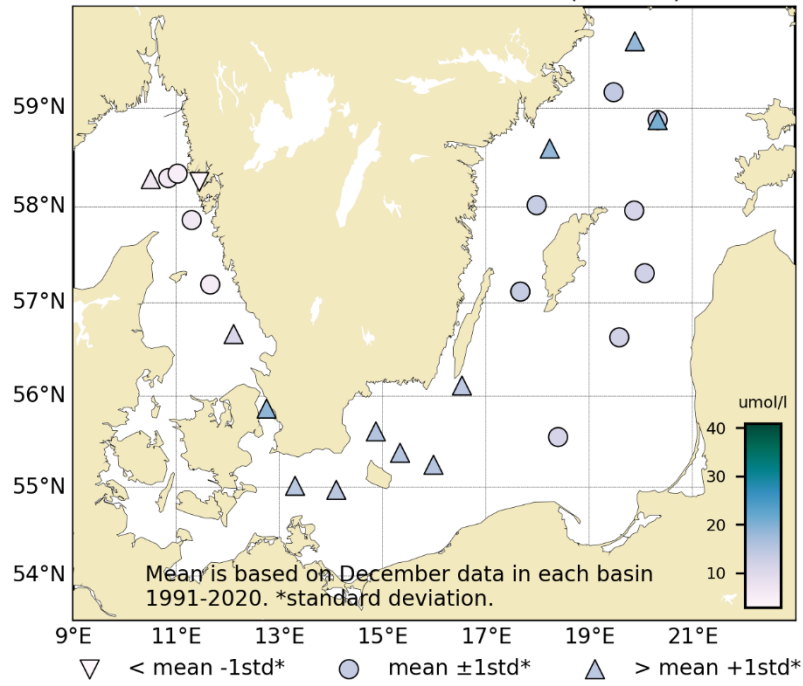 59°N
58°N
57°N
56°N
55°N
54°N
umol/l
40
30
20
10
Mean is based on December data in each basin
1991-2020. *standard deviation.
9°E 11°E 13°E 15°E 17°E 19°E 21°E
< mean -1std* mean ±1std* > mean +1std*